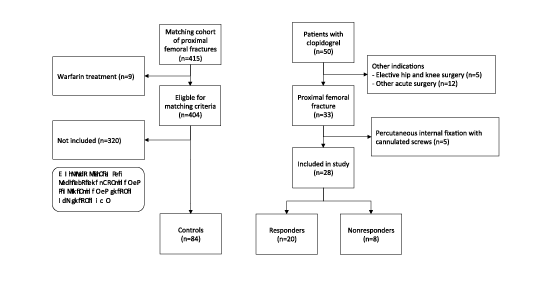 Matching cohort
of proximal
femoral fractures
(n=415)
Warfarin treatment (n=9)
Eligible for
matching criteria
(n=404)
Not included (n=320)
Controls
(n=84)
Patients with
clopidogrel
(n=50)
Other indications
- Elective hip and knee surgery (n=5)
- Other acute surgery (n=12)
Proximal femoral
fracture
(n=33)
Percutaneous internal fixation with
cannulated screws (n=5)
Included in study
(n=28)
Responders
(n=20)
Nonresponders
(n=8)